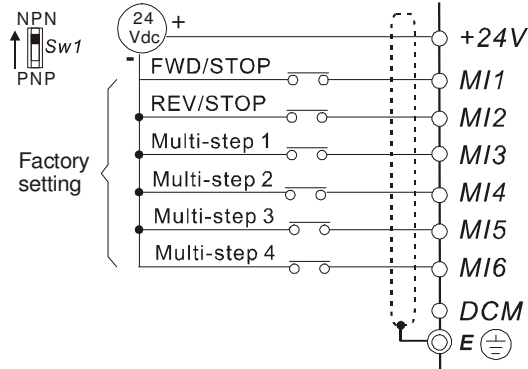 NPN
Sw1
PNP
24
Vdc
+
-
+24V
FWD/STOP
MI1
REV/STOP
MI2
Multi-step 1
MI3
Factory
setting
Multi-step 2
MI4
Multi-step 3
MI5
Multi-step 4
MI6
DCM
E